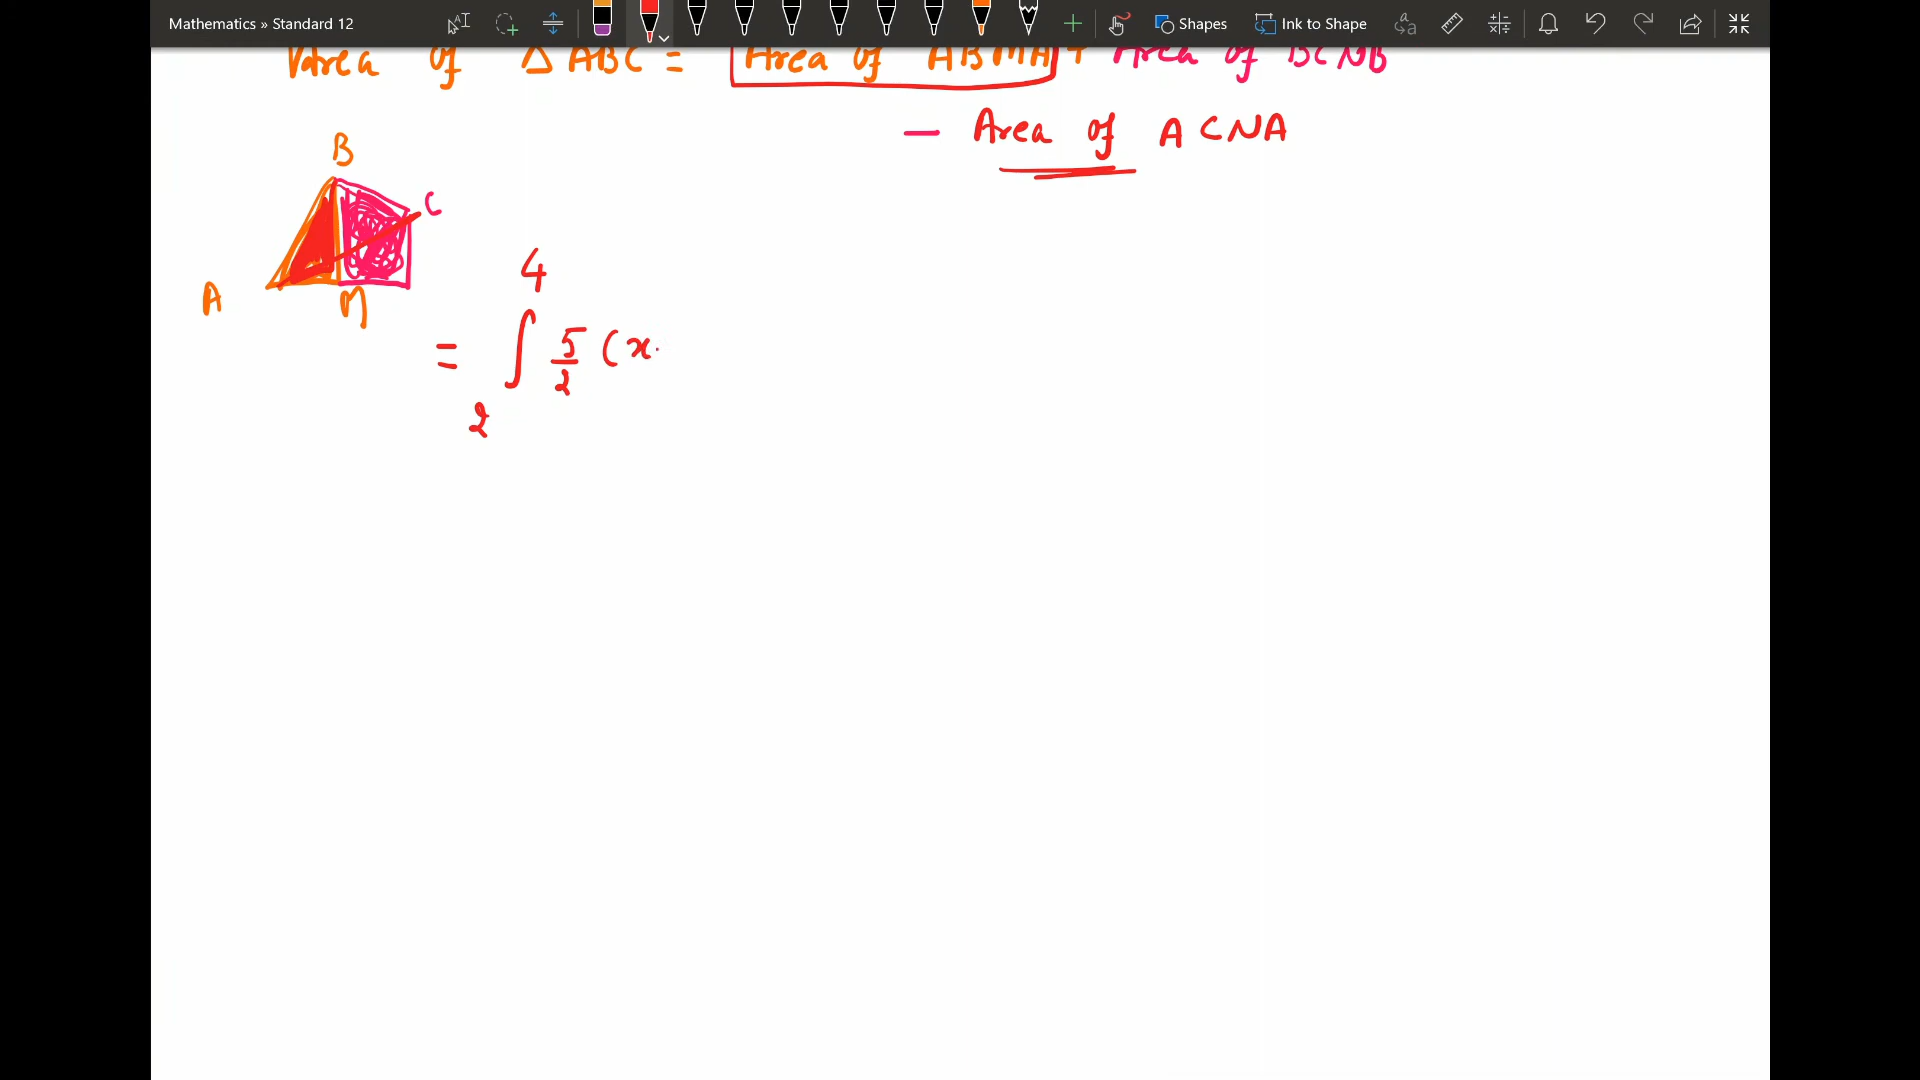 Mathematics » Standard 12
Shapes
Ink to Shape
Area of Δ ABC = Area of ABMA + Area of BCNB
— Area of ACNA
B
C
A
M
4
= ∫ 5/2 (x
2